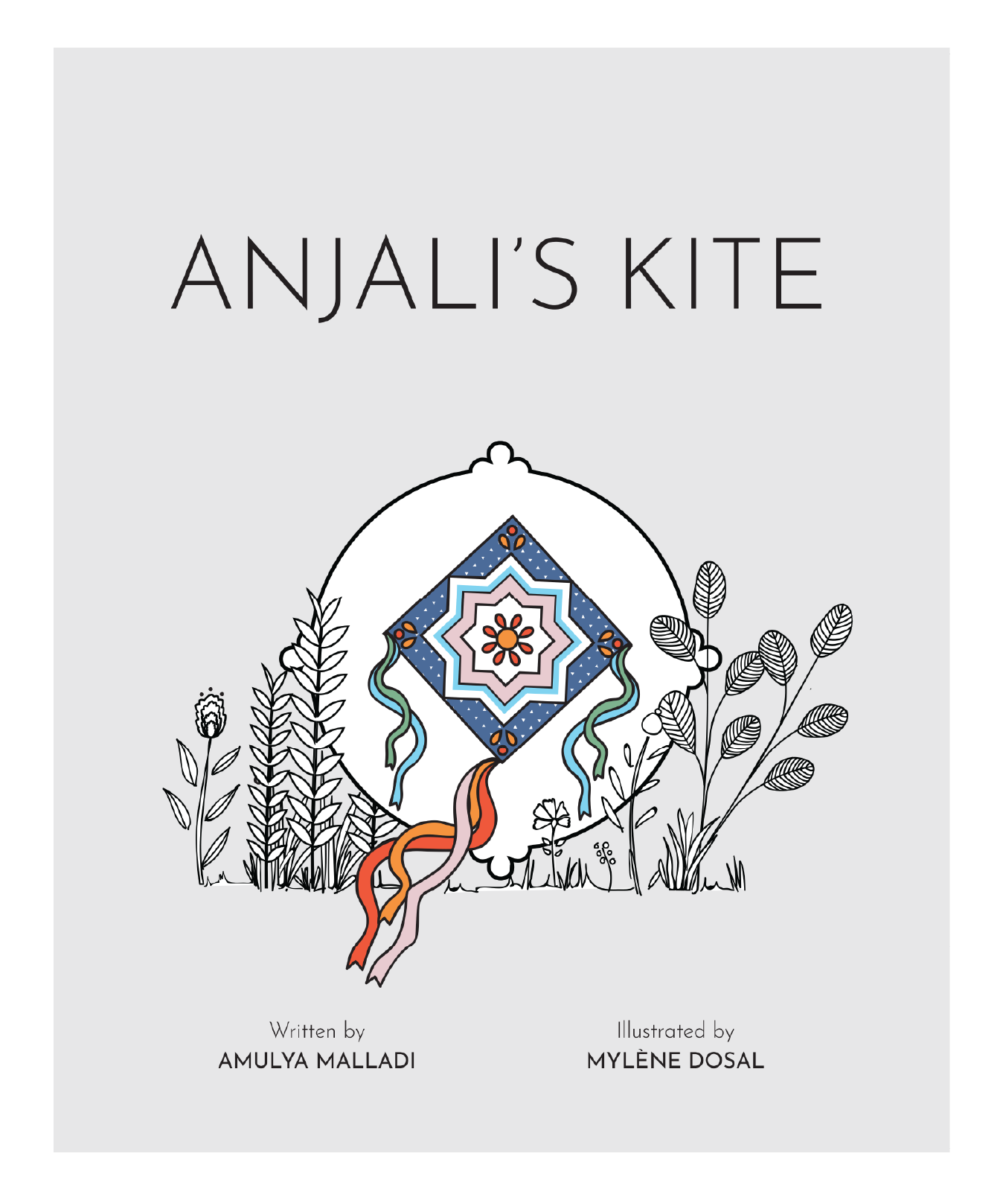 ANJALI’S KITE
Written by
AMULYA MALLADI
Illustrated by
MYLÈNE DOSAL